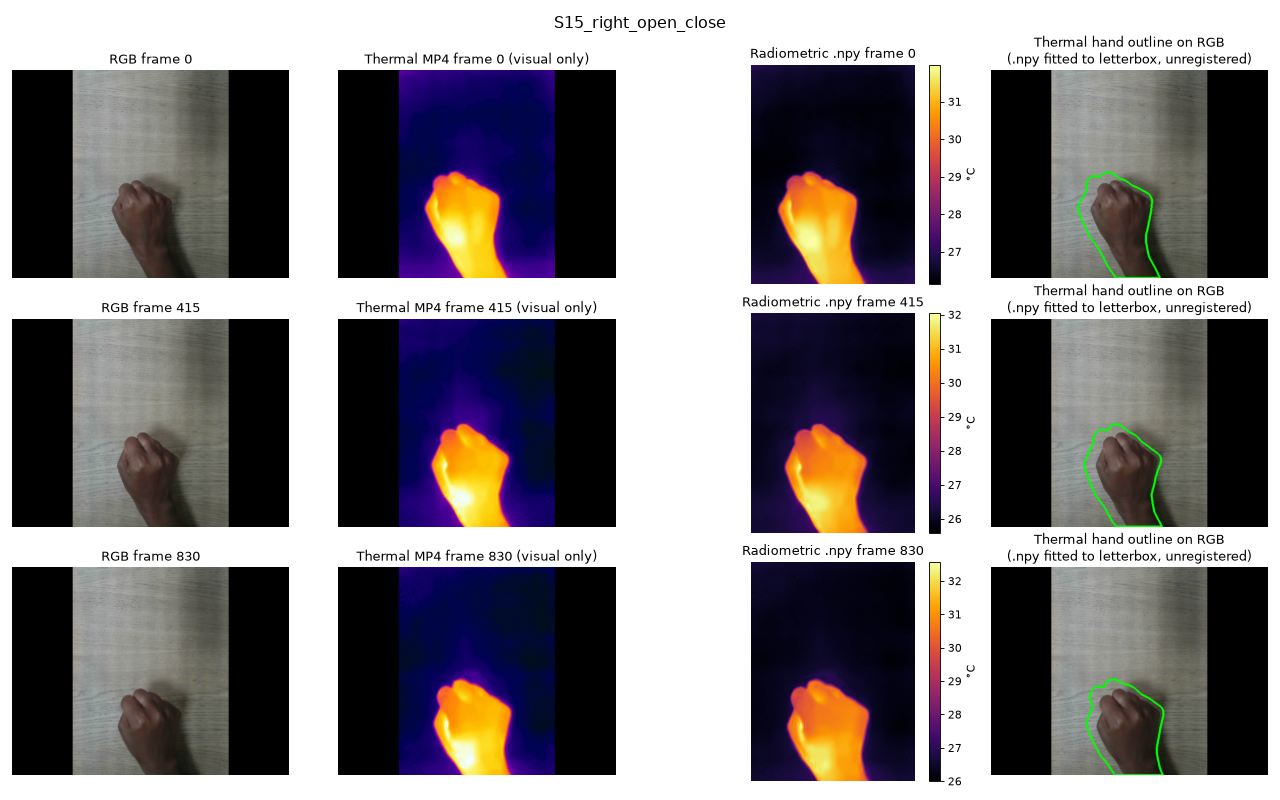 S15_right_open_close
RGB frame 0
Thermal MP4 frame 0 (visual only)
Radiometric .npy frame 0
Thermal hand outline on RGB
(.npy fitted to letterbox, unregistered)
31
30
29
28
27
°C
RGB frame 415
Thermal MP4 frame 415 (visual only)
Radiometric .npy frame 415
Thermal hand outline on RGB
(.npy fitted to letterbox, unregistered)
32
31
30
29
28
27
26
°C
RGB frame 830
Thermal MP4 frame 830 (visual only)
Radiometric .npy frame 830
Thermal hand outline on RGB
(.npy fitted to letterbox, unregistered)
32
31
30
29
28
27
26
°C